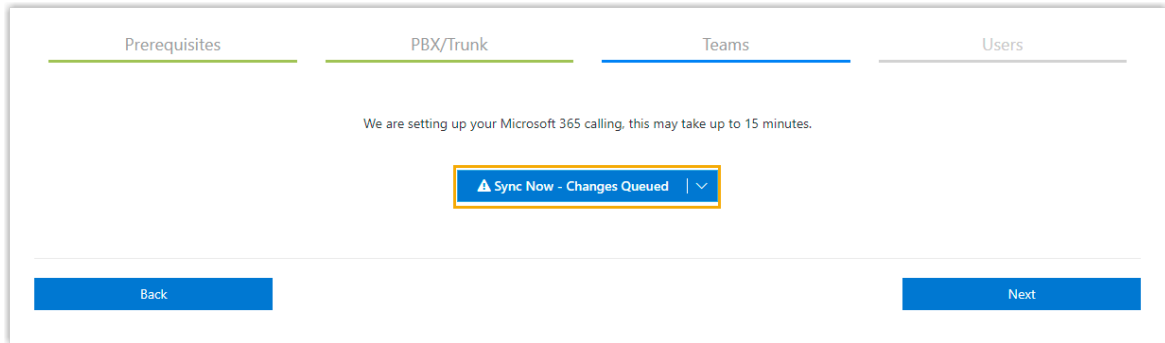 Prerequisites PBX/Trunk Teams Users
We are setting up your Microsoft 365 calling, this may take up to 15 minutes.
Sync Now - Changes Queued
Back Next